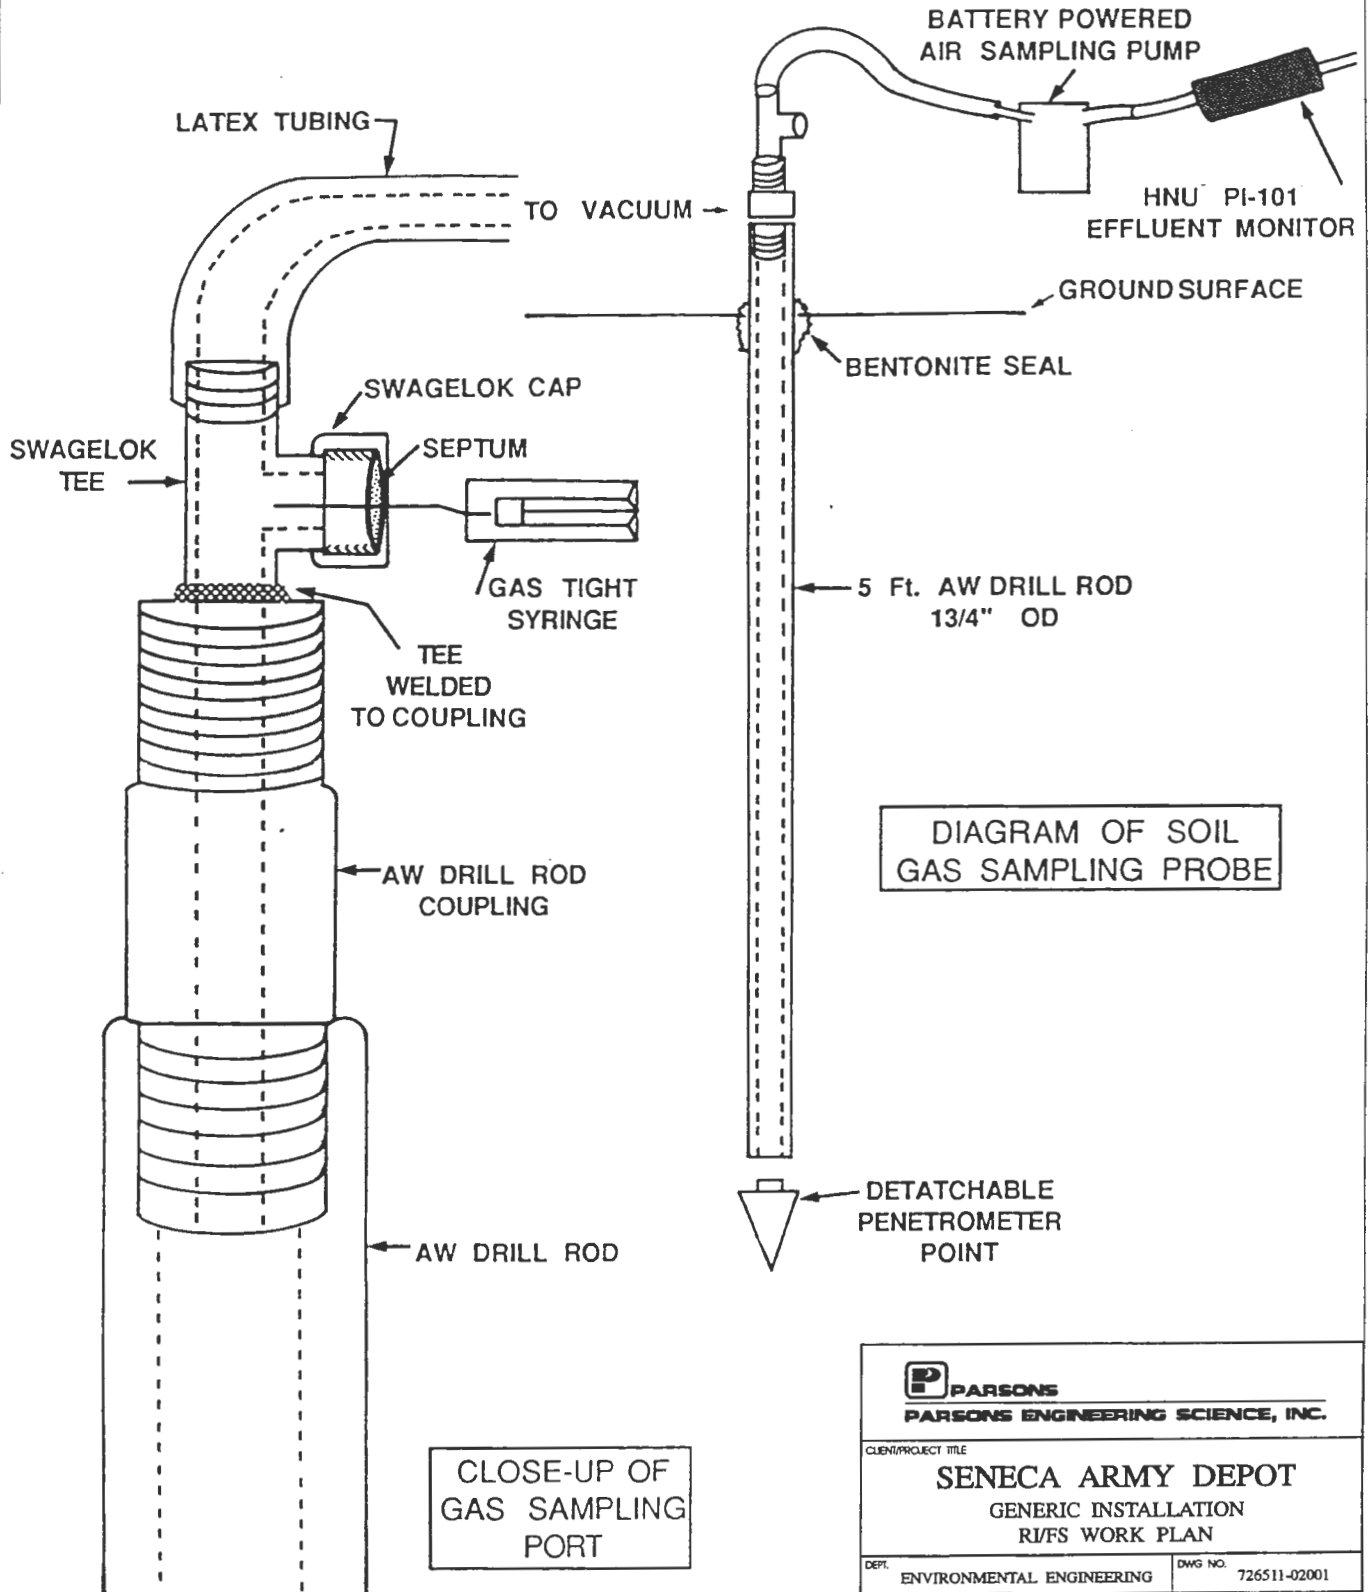 BATTERY POWERED
AIR SAMPLING PUMP
LATEX TUBING
TO VACUUM
HNU PI-101
EFFLUENT MONITOR
GROUND SURFACE
BENTONITE SEAL
SWAGELOK CAP
SWAGELOK
TEE
SEPTUM
GAS TIGHT
SYRINGE
5 Ft. AW DRILL ROD
13/4" OD
TEE
WELDED
TO COUPLING
DIAGRAM OF SOIL
GAS SAMPLING PROBE
AW DRILL ROD
COUPLING
DETATCHABLE
PENETROMETER
POINT
AW DRILL ROD
CLOSE-UP OF
GAS SAMPLING
PORT
P PARSONS
PARSONS ENGINEERING SCIENCE, INC.
CLIENT/PROJECT TITLE
SENECA ARMY DEPOT
GENERIC INSTALLATION
RI/FS WORK PLAN
DEPT.
ENVIRONMENTAL ENGINEERING
DWG NO.
726511-02001